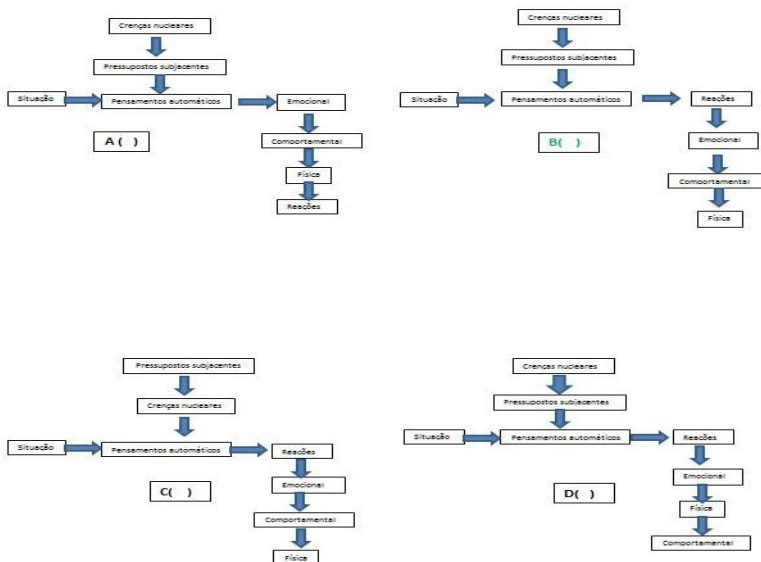 Crenças nucleares
Pressupostos subjacentes
Situação
Pensamentos automáticos
Emocional
Comportamental
Física
Reações
A ( )
Crenças nucleares
Pressupostos subjacentes
Situação
Pensamentos automáticos
Reações
Emocional
Comportamental
Física
B( )
Pressupostos subjacentes
Crenças nucleares
Situação
Pensamentos automáticos
Reações
Emocional
Comportamental
Física
C( )
Crenças nucleares
Pressupostos subjacentes
Situação
Pensamentos automáticos
Reações
Emocional
Física
Comportamental
D( )